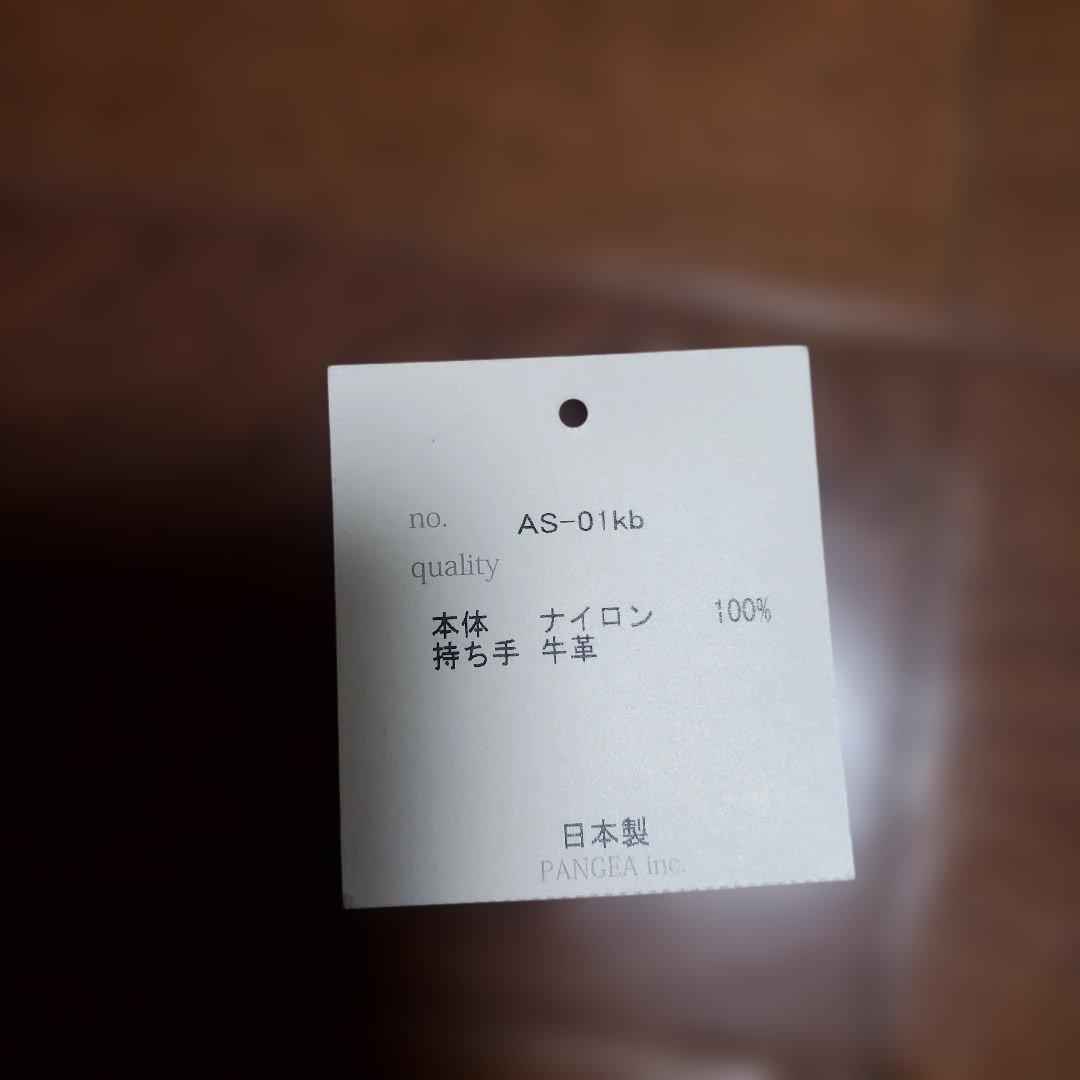 no. AS-01kb
quality
本体 ナイロン 100%
持ち手 牛革
日本製
PANGEA inc.